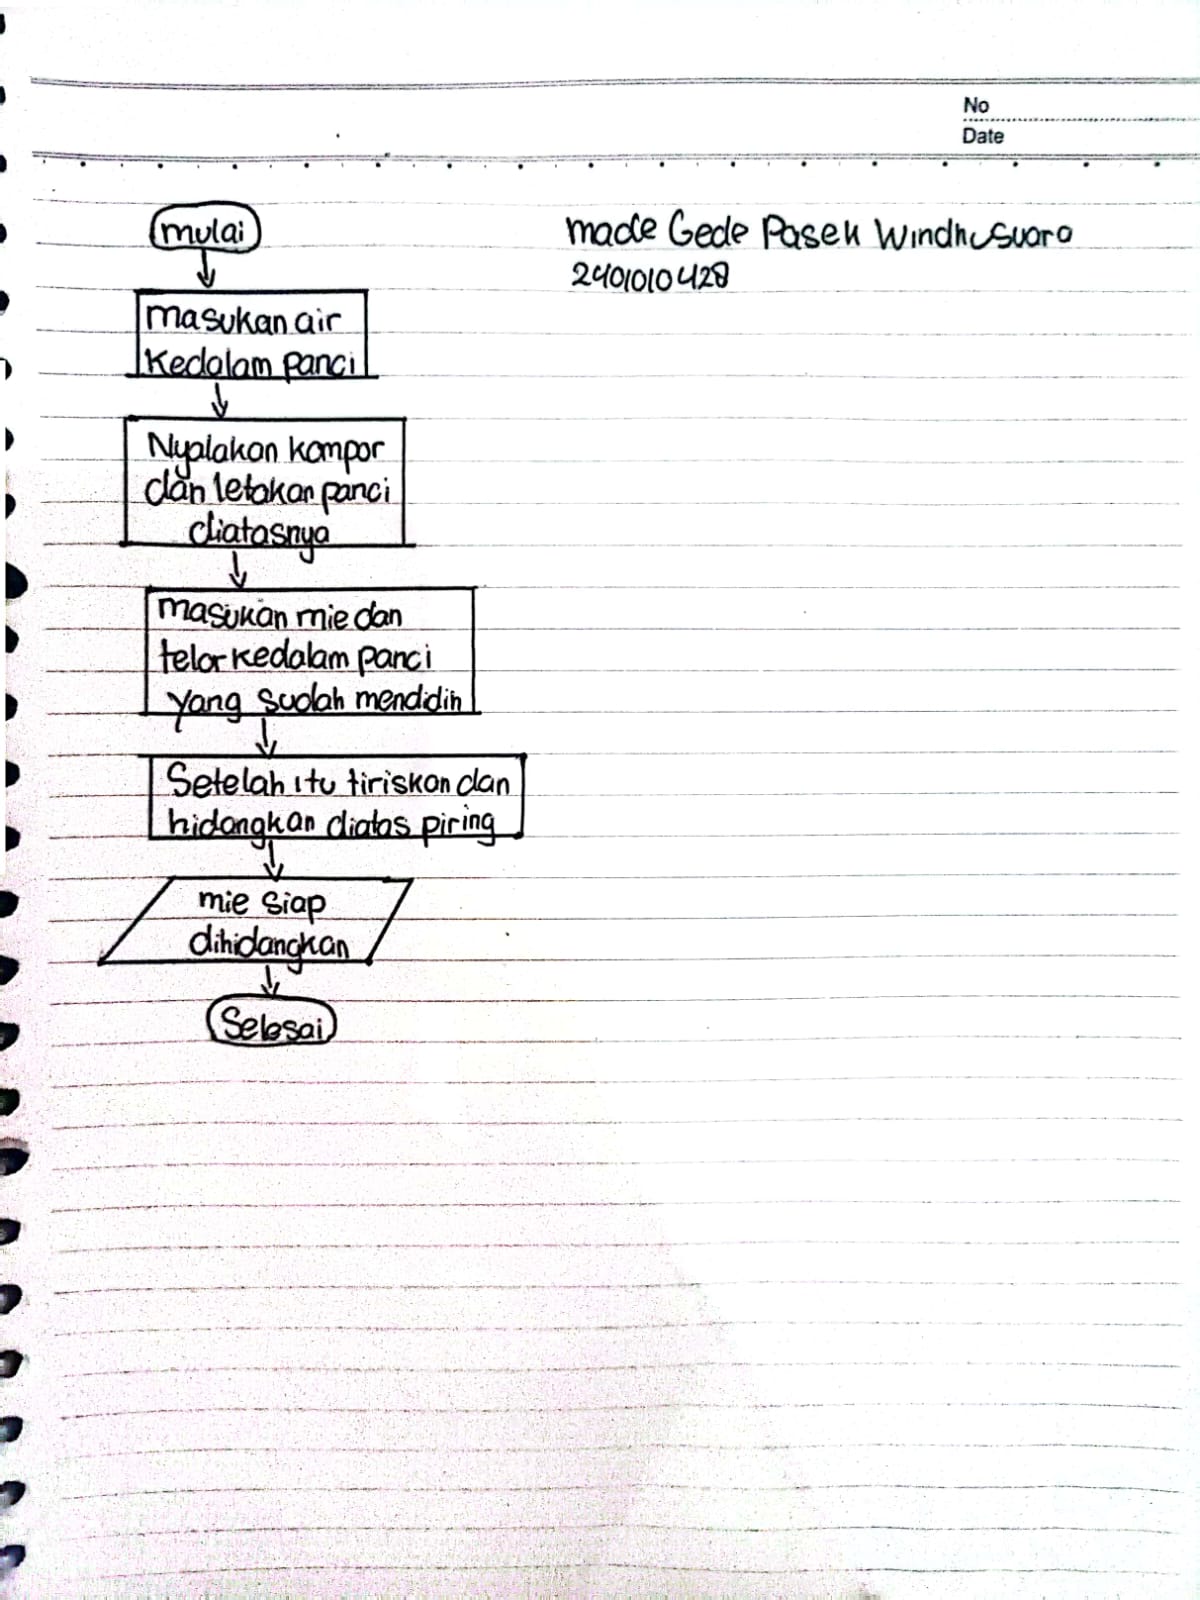 No
Date
mulai
made Gede Pasek Windhusuara
2401010428
masukan air
kedalam panci
Nyalakan kompor
dan letakan panci
diatasnya
masukan mie dan
telor kedalam panci
yang sudah mendidih
Setelah itu tiriskan dan
hidangkan diatas piring
mie siap
dihidangkan
Selesai